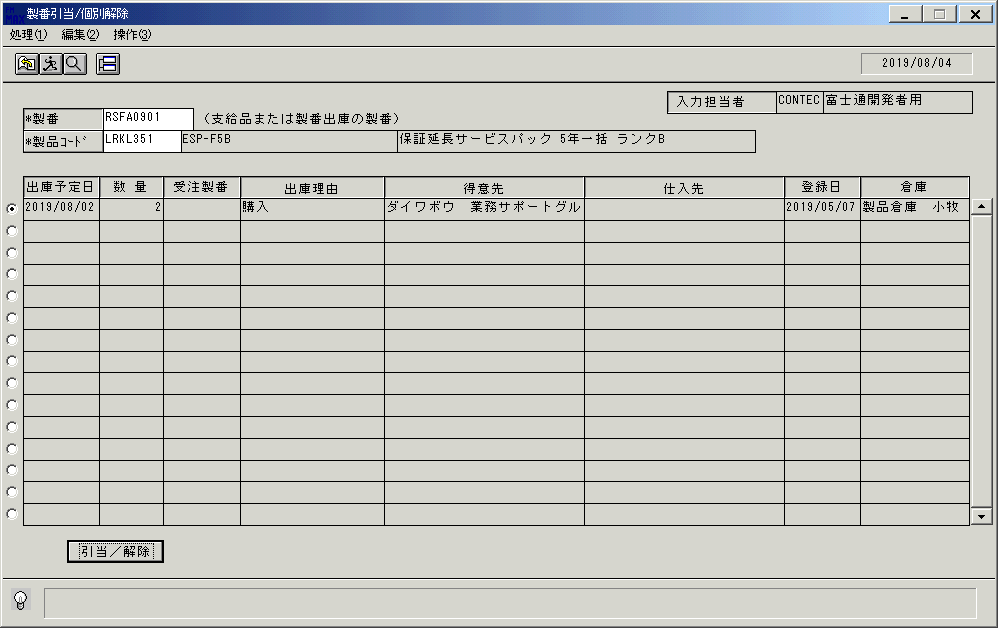 製番引当/個別解除
処理(1) 編集(2) 操作(3)
2019/08/04
入力担当者 CONTEC 富士通開発者用
*製番 RSFA0901 (支給品または製番出庫の製番)
*製品ｺｰﾄﾞ LRKL351 ESP-F5B 保証延長サービスパック 5年一括 ランクB
出庫予定日 数 量 受注製番 出庫理由 得意先 仕入先 登録日 倉庫
2019/08/02 2 購入 ダイワボウ 業務サポートグル 2019/05/07 製品倉庫 小牧
引当／解除